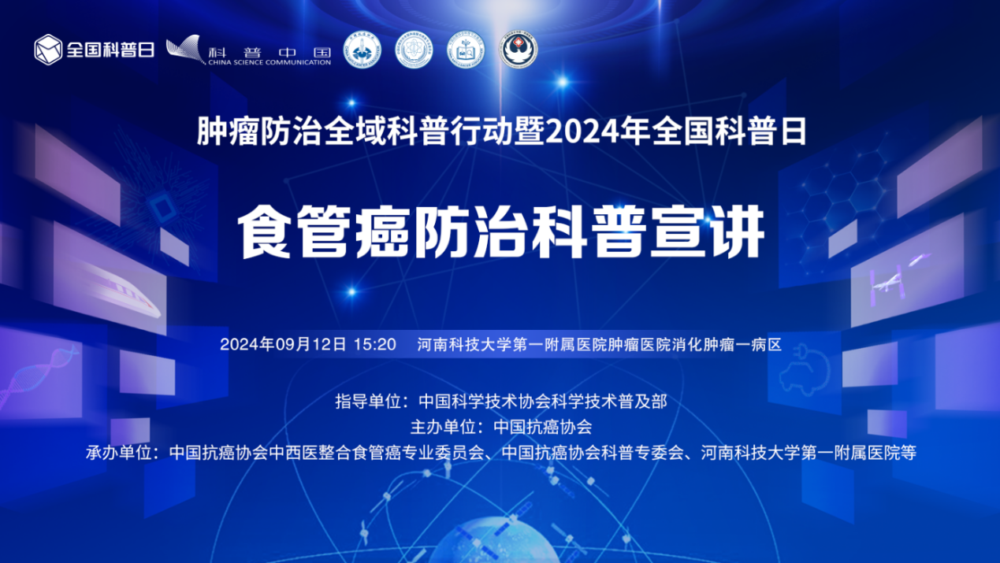 全国科普日
科普中国
CHINA SCIENCE COMMUNICATION
肿瘤防治全域科普行动暨2024年全国科普日
食管癌防治科普宣讲
2024年09月12日 15:20 河南科技大学第一附属医院肿瘤医院消化肿瘤一病区
指导单位：中国科学技术协会科学技术普及部
主办单位：中国抗癌协会
承办单位：中国抗癌协会中西医整合食管癌专业委员会、中国抗癌协会科普专委会、河南科技大学第一附属医院等